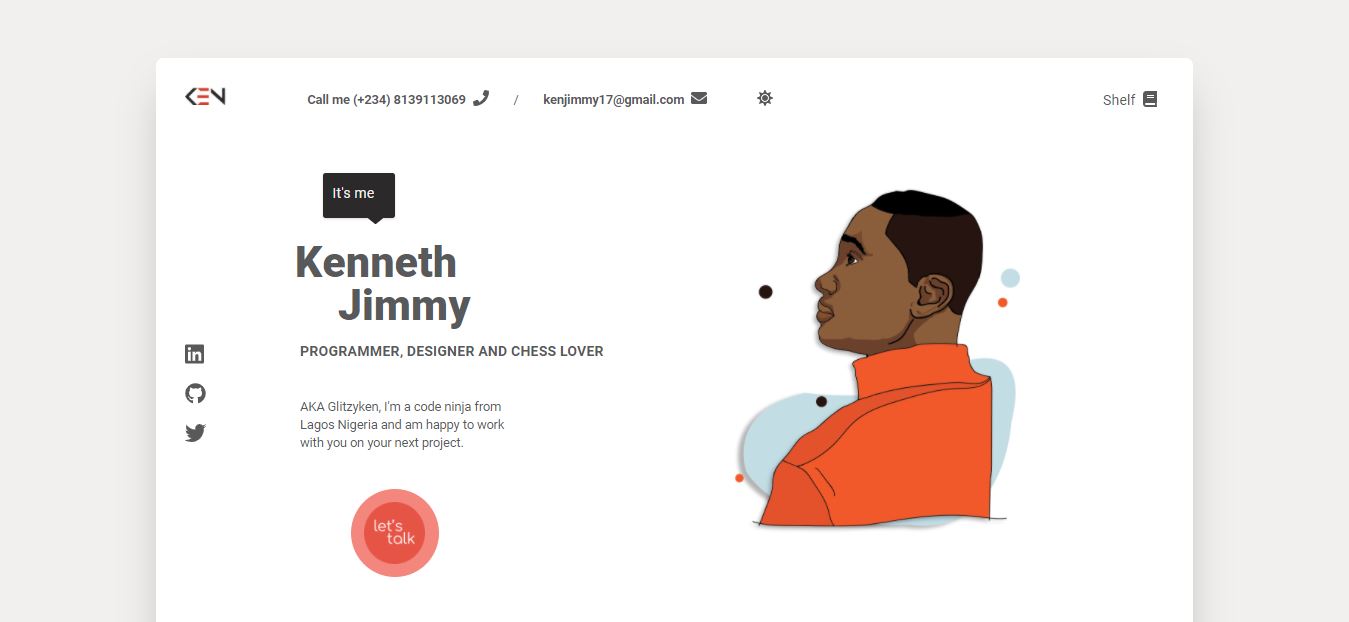 KEN
Call me (+234) 8139113069 / kenjimmy17@gmail.com
Shelf
It's me
Kenneth
Jimmy
PROGRAMMER, DESIGNER AND CHESS LOVER
AKA Glitzyken, I'm a code ninja from
Lagos Nigeria and am happy to work
with you on your next project.
let's
talk